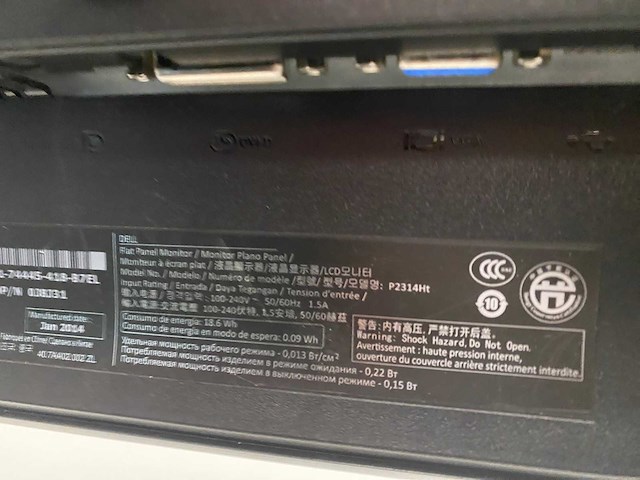 DELL
Flat Panel Monitor / Monitor Plano Panel /
Moniteur à écran plat / 液晶顯示器/液晶显示器/LCD모니터
Model No. / Modelo / Numéro de modèle / 型號/ 型号/모델명: P2314Ht
Input Rating / Entrada / Daya Tegangan / Tension d'entrée /
100-240V~ 50/60Hz 1.5A
100-240伏特, 1.5安培, 50/60赫茲
Consumo de energía: 18.6 Wh
Consumo de energía en modo de espera: 0.09 Wh
Удельная мощность рабочего режима - 0,013 Вт/см²
Потребляемая мощность изделием в режиме ожидания - 0,22 Вт
Потребляемая мощность изделием в выключенном режиме - 0,15 Вт
警告: 内有高压, 严禁打开后盖.
Warning: Shock Hazard, Do Not Open.
Avertissement: haute pression interne,
ouverture du couvercle arrière strictement interdite.
CCC
10
-74445-418-B7EL
Manufactured date:
Jan 2014